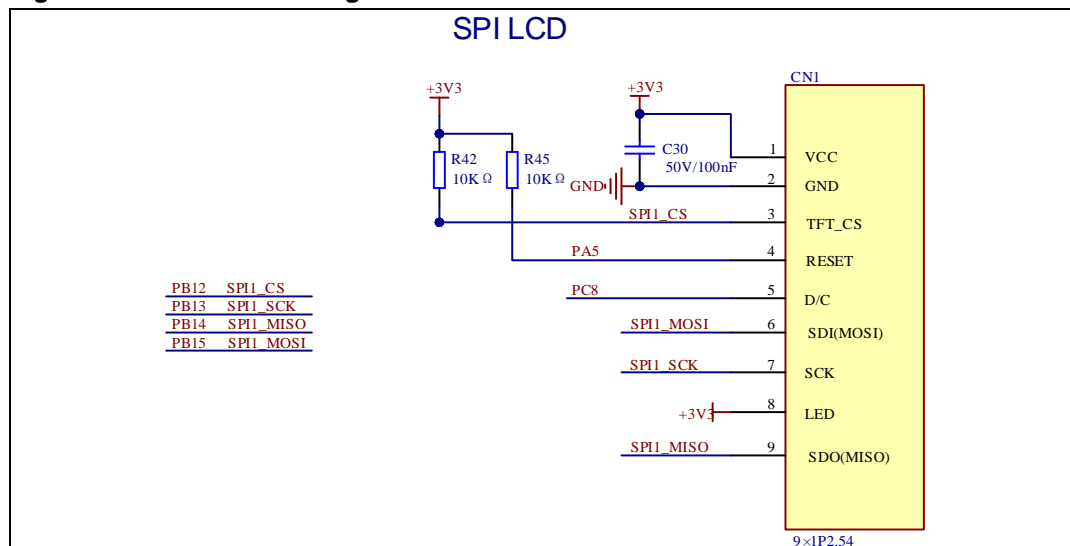 SPI LCD
CN1
+3V3
+3V3
R42
10KΩ
R45
10KΩ
C30
50V/100nF
GND
1 VCC
2 GND
SPI1_CS 3 TFT_CS
PA5 4 RESET
PC8 5 D/C
SPI1_MOSI 6 SDI(MOSI)
SPI1_SCK 7 SCK
+3V3 8 LED
SPI1_MISO 9 SDO(MISO)
PB12 SPI1_CS
PB13 SPI1_SCK
PB14 SPI1_MISO
PB15 SPI1_MOSI
9×1P2.54